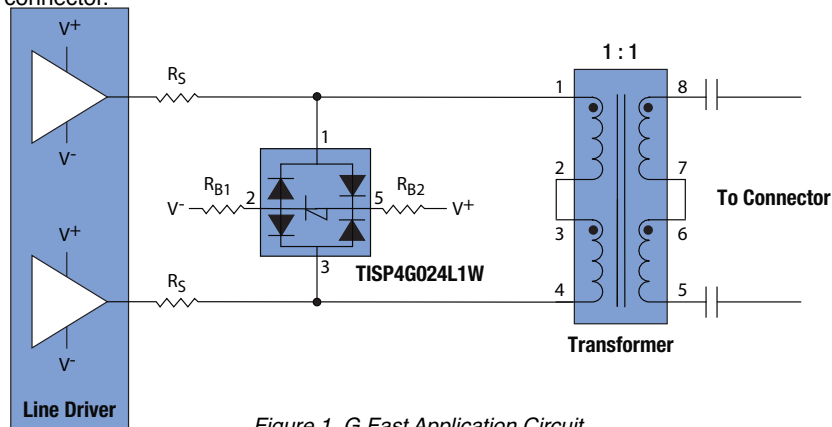 connector.
V+
V-
V+
V-
Line Driver
RS
RS
1
RB1
V-
2
5
RB2
V+
3
TISP4G024L1W
1 : 1
1
8
2
7
3
6
4
5
To Connector
Transformer
Figure 1. G.Fast Application Circuit